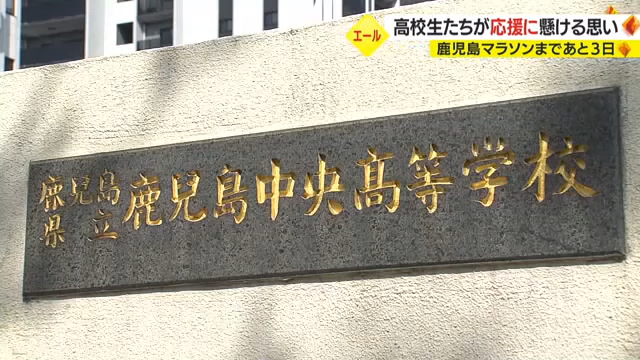 エール
高校生たちが応援に懸ける思い
鹿児島マラソンまであと3日
鹿児島県立鹿児島中央髙等学校